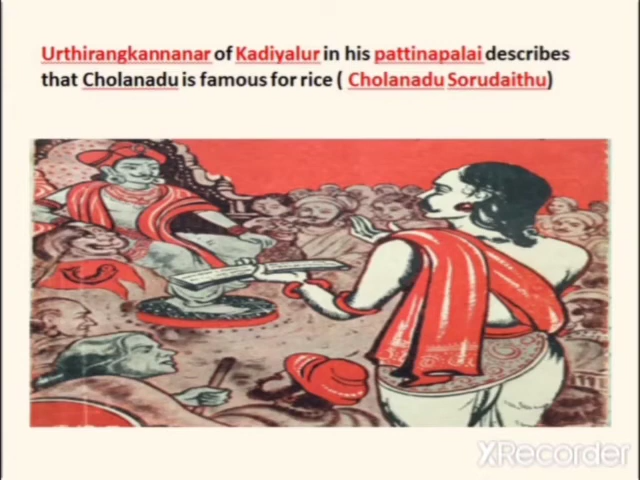 Urthirangkannanar of Kadiyalur in his pattinapalai describes
that Cholanadu is famous for rice ( Cholanadu Sorudaithu)
XRecorder